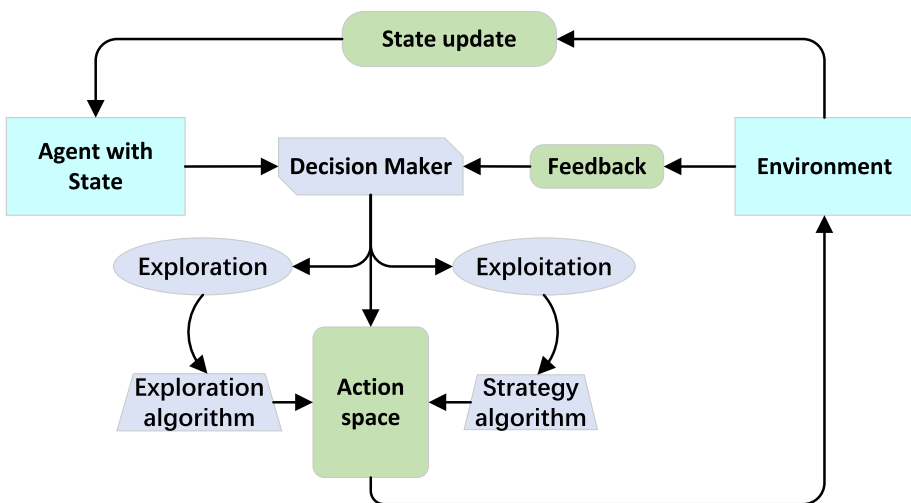 State update
Agent with
State
Decision Maker
Feedback
Environment
Exploration
Exploitation
Exploration
algorithm
Action
space
Strategy
algorithm